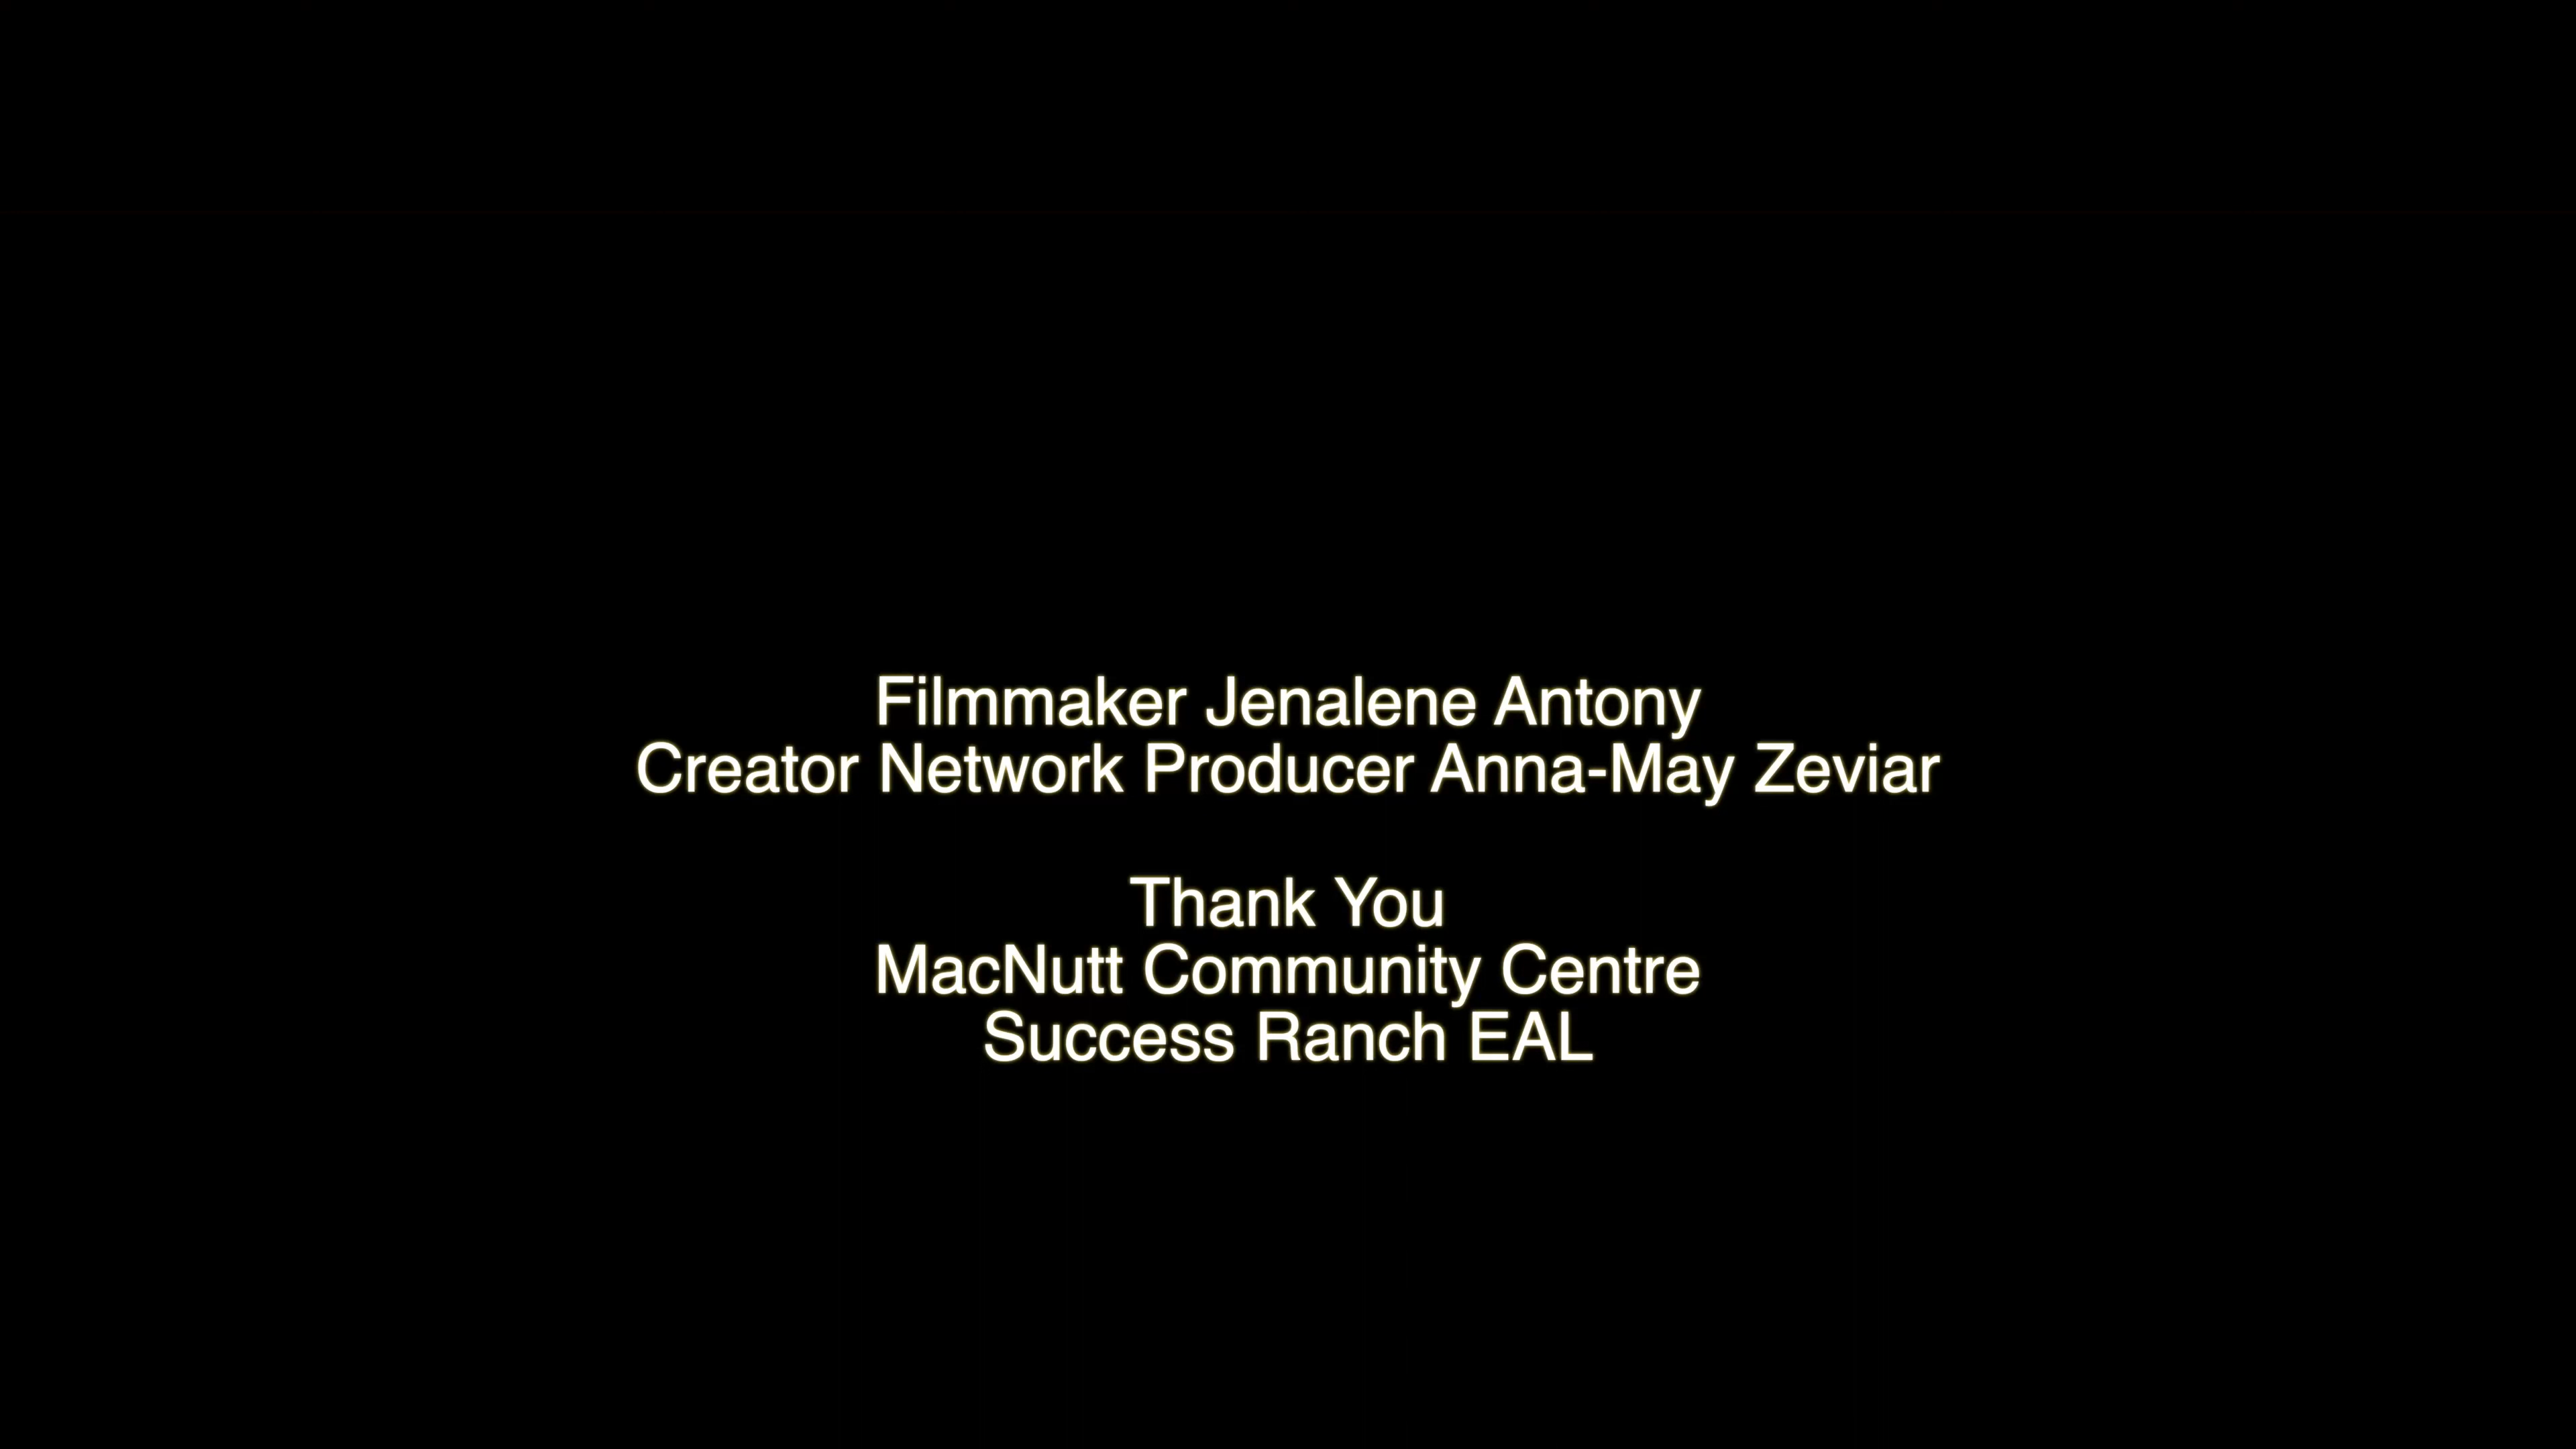 Filmmaker Jenalene Antony
Creator Network Producer Anna-May Zeviar
Thank You
MacNutt Community Centre
Success Ranch EAL